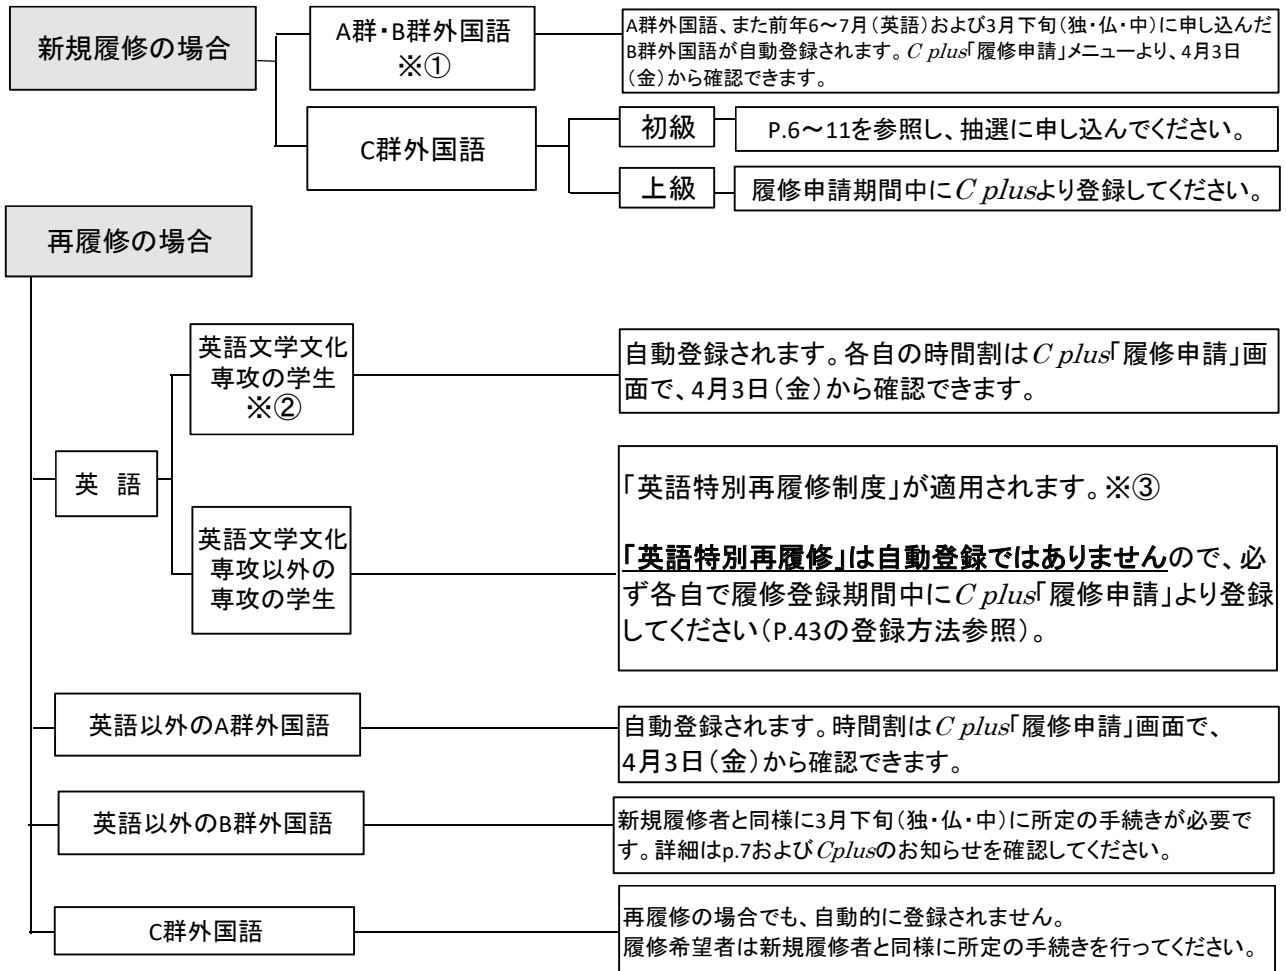 新規履修の場合
A群・B群外国語
※①
A群外国語、また前年6～7月（英語）および3月下旬（独・仏・中）に申し込んだ
B群外国語が自動登録されます。C plus「履修申請」メニューより、4月3日
（金）から確認できます。
C群外国語
初級
P.6～11を参照し、抽選に申し込んでください。
上級
履修申請期間中にC plusより登録してください。
再履修の場合
英語
英語文学文化
専攻の学生
※②
自動登録されます。各自の時間割はC plus「履修申請」画
面で、4月3日（金）から確認できます。
英語文学文化
専攻以外の
専攻の学生
「英語特別再履修制度」が適用されます。※③
「英語特別再履修」は自動登録ではありませんので、必
ず各自で履修登録期間中にC plus「履修申請」より登録
してください（P.43の登録方法参照）。
英語以外のA群外国語
自動登録されます。時間割はC plus「履修申請」画面で、
4月3日（金）から確認できます。
英語以外のB群外国語
新規履修者と同様に3月下旬（独・仏・中）に所定の手続きが必要で
す。詳細はp.7およびCplusのお知らせを確認してください。
C群外国語
再履修の場合でも、自動的に登録されません。
履修希望者は新規履修者と同様に所定の手続きを行ってください。